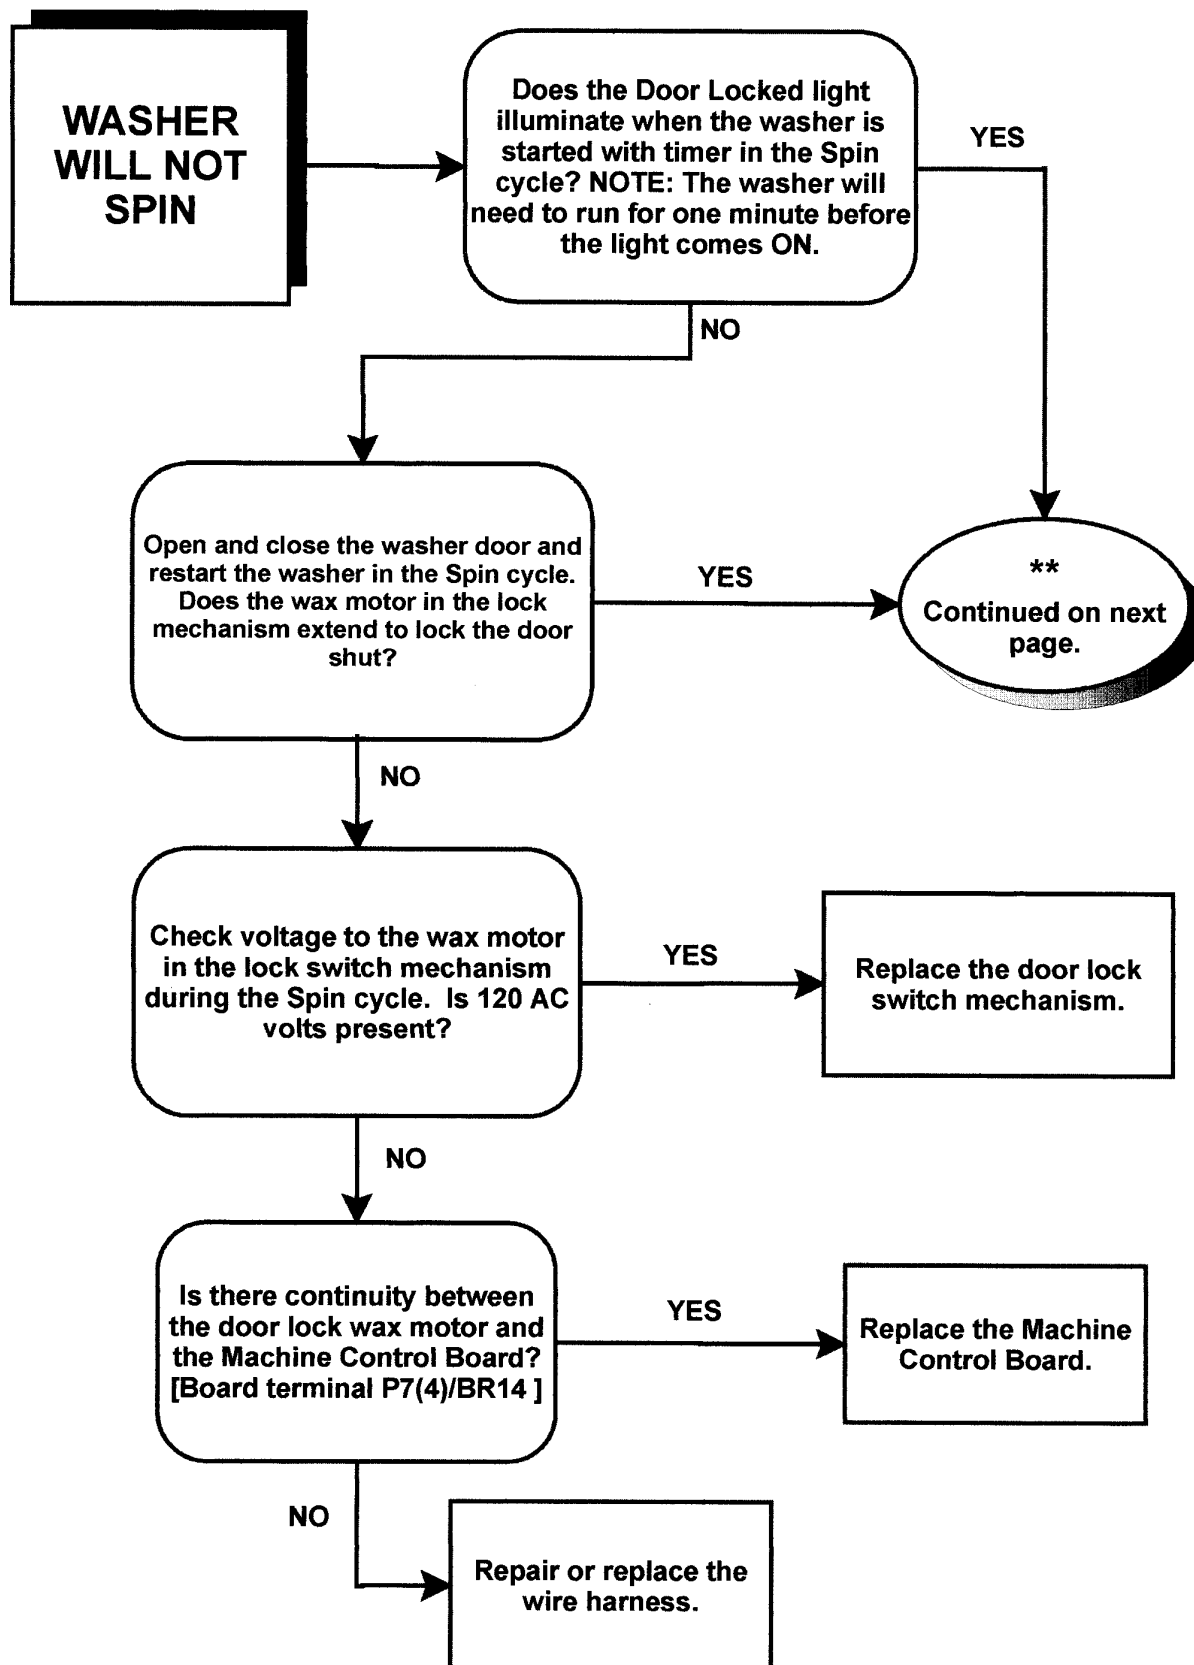 WASHER
WILL NOT
SPIN
Does the Door Locked light
illuminate when the washer is
started with timer in the Spin
cycle? NOTE: The washer will
need to run for one minute before
the light comes ON.
YES
NO
Open and close the washer door and
restart the washer in the Spin cycle.
Does the wax motor in the lock
mechanism extend to lock the door
shut?
YES
**
Continued on next
page.
NO
Check voltage to the wax motor
in the lock switch mechanism
during the Spin cycle. Is 120 AC
volts present?
YES
Replace the door lock
switch mechanism.
NO
Is there continuity between
the door lock wax motor and
the Machine Control Board?
[Board terminal P7(4)/BR14 ]
YES
Replace the Machine
Control Board.
NO
Repair or replace the
wire harness.